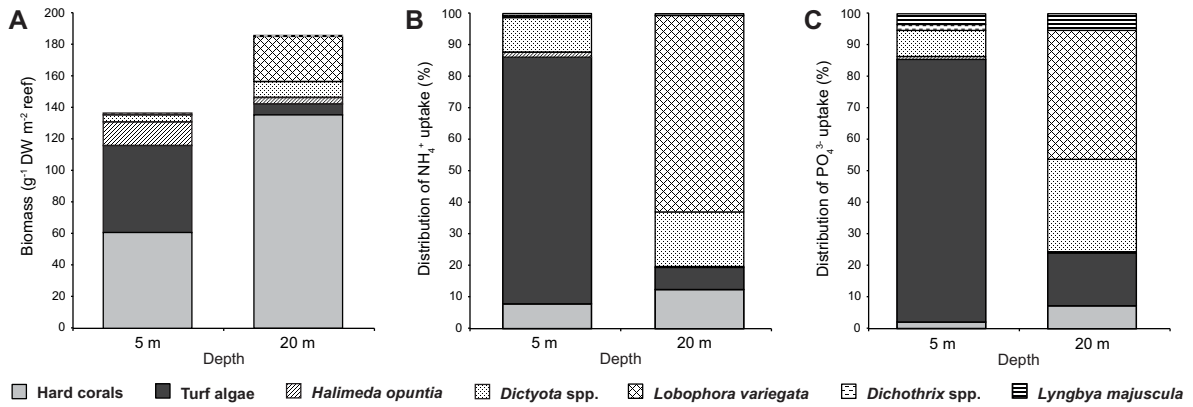 A
Biomass (g⁻¹ DW m⁻² reef)
200
180
160
140
120
100
80
60
40
20
0
5 m
20 m
Depth
B
Distribution of NH₄⁺ uptake (%)
100
90
80
70
60
50
40
30
20
10
0
5 m
20 m
Depth
C
Distribution of PO₄³⁻ uptake (%)
100
90
80
70
60
50
40
30
20
10
0
5 m
20 m
Depth
Hard corals
Turf algae
Halimeda opuntia
Dictyota spp.
Lobophora variegata
Dichothrix spp.
Lyngbya majuscula